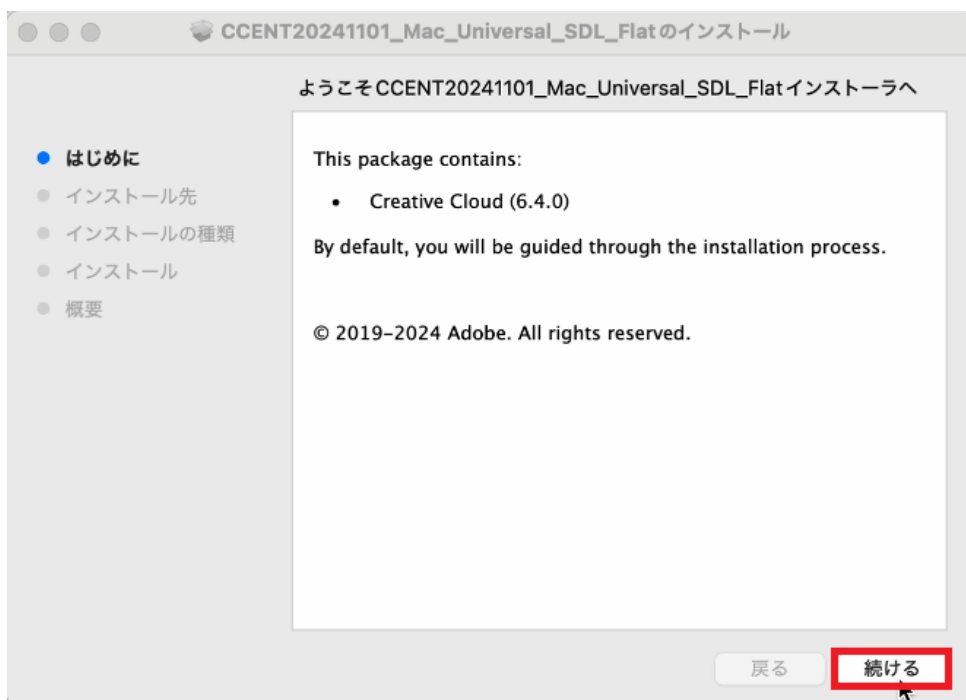 CCENT20241101_Mac_Universal_SDL_Flatのインストール
ようこそCCENT20241101_Mac_Universal_SDL_Flatインストーラへ
はじめに
インストール先
インストールの種類
インストール
概要
This package contains:
• Creative Cloud (6.4.0)
By default, you will be guided through the installation process.
© 2019–2024 Adobe. All rights reserved.
戻る
続ける